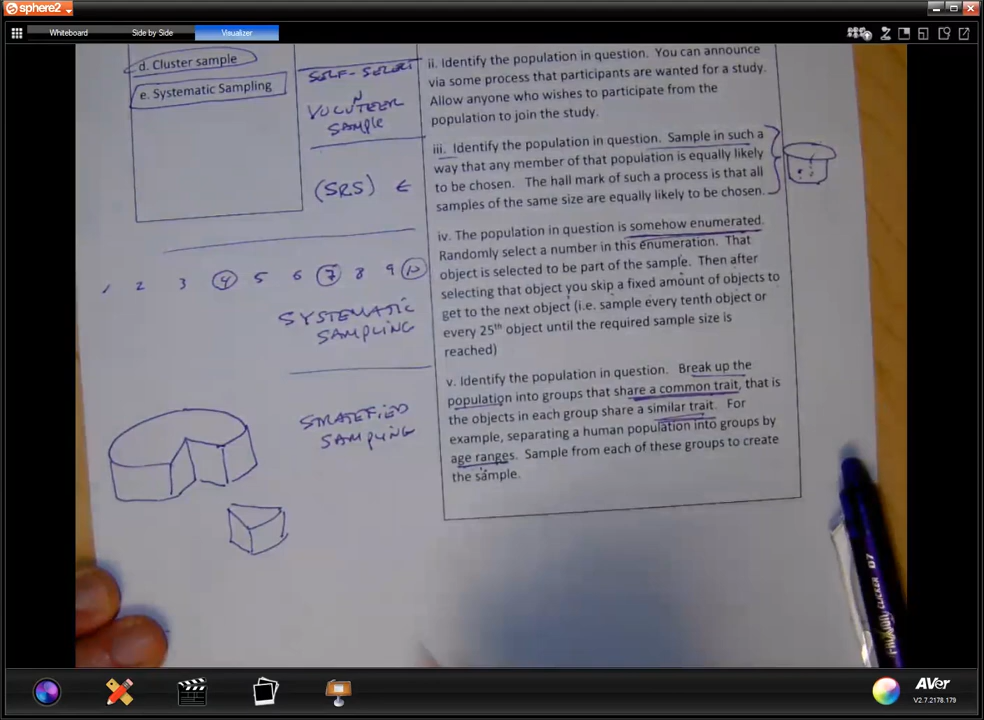 sphere2
Whiteboard
Side by Side
Visualizer
d. Cluster sample
e. Systematic Sampling
SELF-SELECT
VOLUTEER
N
SAMPLE
(SRS) ∈
1 2 3 4 5 6 7 8 9 10
SYSTEMATIC
SAMPLING
STRATEFIED
SAMPLING
ii. Identify the population in question. You can announce
via some process that participants are wanted for a study.
Allow anyone who wishes to participate from the
population to join the study.
iii. Identify the population in question. Sample in such a
way that any member of that population is equally likely
to be chosen. The hall mark of such a process is that all
samples of the same size are equally likely to be chosen.
iv. The population in question is somehow enumerated.
Randomly select a number in this enumeration. That
object is selected to be part of the sample. Then after
selecting that object you skip a fixed amount of objects to
get to the next object (i.e. sample every tenth object or
every 25th object until the required sample size is
reached)
v. Identify the population in question. Break up the
population into groups that share a common trait, that is
the objects in each group share a similar trait. For
example, separating a human population into groups by
age ranges. Sample from each of these groups to create
the sample.
CLICKER 07
AVer
V2.7.2178.179